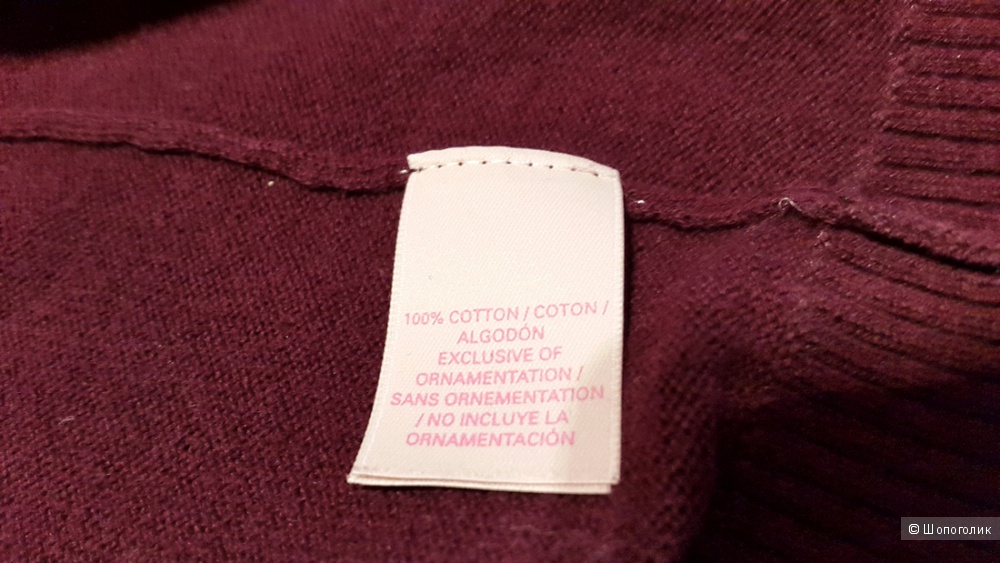 100% COTTON / COTON /
ALGODÓN
EXCLUSIVE OF
ORNAMENTATION /
SANS ORNEMENTATION
/ NO INCLUYE LA
ORNAMENTACIÓN
© Шопоголик